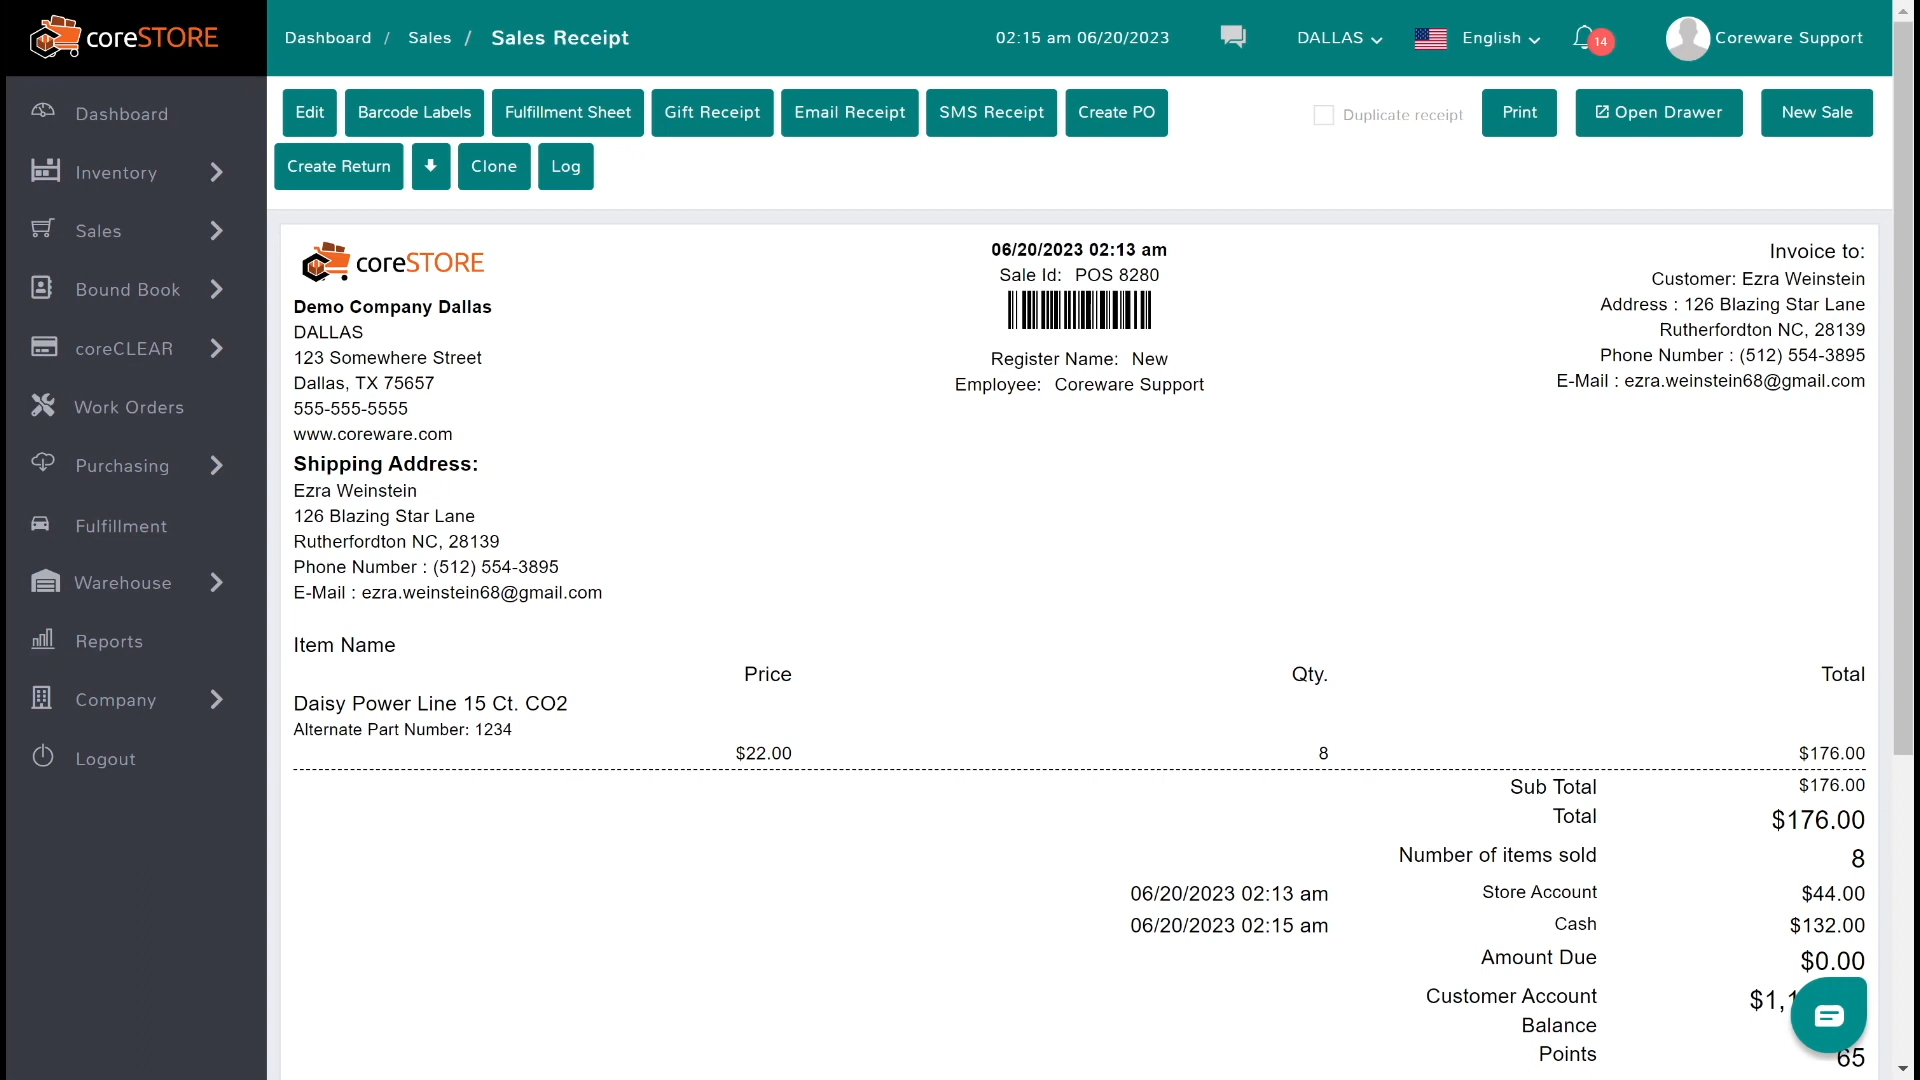 coreSTORE
Dashboard / Sales / Sales Receipt
02:15 am 06/20/2023
DALLAS
English
14
Coreware Support
Dashboard
Inventory
Sales
Bound Book
coreCLEAR
Work Orders
Purchasing
Fulfillment
Warehouse
Reports
Company
Logout
Edit
Barcode Labels
Fulfillment Sheet
Gift Receipt
Email Receipt
SMS Receipt
Create PO
Duplicate receipt
Print
Open Drawer
New Sale
Create Return
Clone
Log
coreSTORE
Demo Company Dallas
DALLAS
123 Somewhere Street
Dallas, TX 75657
555-555-5555
www.coreware.com
Shipping Address:
Ezra Weinstein
126 Blazing Star Lane
Rutherfordton NC, 28139
Phone Number : (512) 554-3895
E-Mail : ezra.weinstein68@gmail.com
06/20/2023 02:13 am
Sale Id: POS 8280
Register Name: New
Employee: Coreware Support
Invoice to:
Customer: Ezra Weinstein
Address : 126 Blazing Star Lane
Rutherfordton NC, 28139
Phone Number : (512) 554-3895
E-Mail : ezra.weinstein68@gmail.com
Item Name
Price Qty. Total
Daisy Power Line 15 Ct. CO2
Alternate Part Number: 1234
$22.00 8 $176.00
Sub Total $176.00
Total $176.00
Number of items sold 8
06/20/2023 02:13 am Store Account $44.00
06/20/2023 02:15 am Cash $132.00
Amount Due $0.00
Customer Account
Balance
Points 65